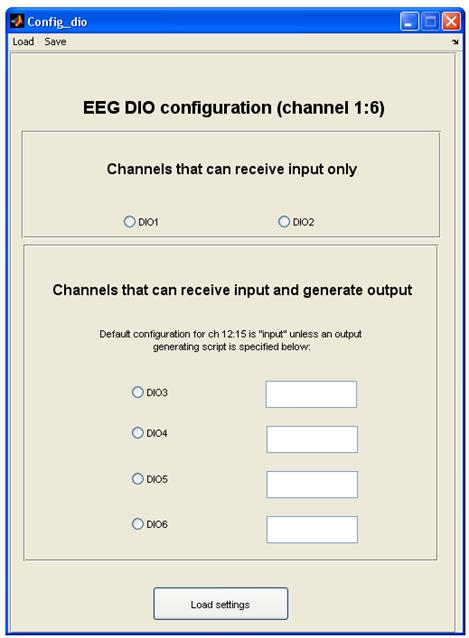 Config_dio
Load Save
EEG DIO configuration (channel 1:6)
Channels that can receive input only
DIO1 DIO2
Channels that can receive input and generate output
Default configuration for ch 12:15 is "input" unless an output
generating script is specified below:
DIO3
DIO4
DIO5
DIO6
Load settings